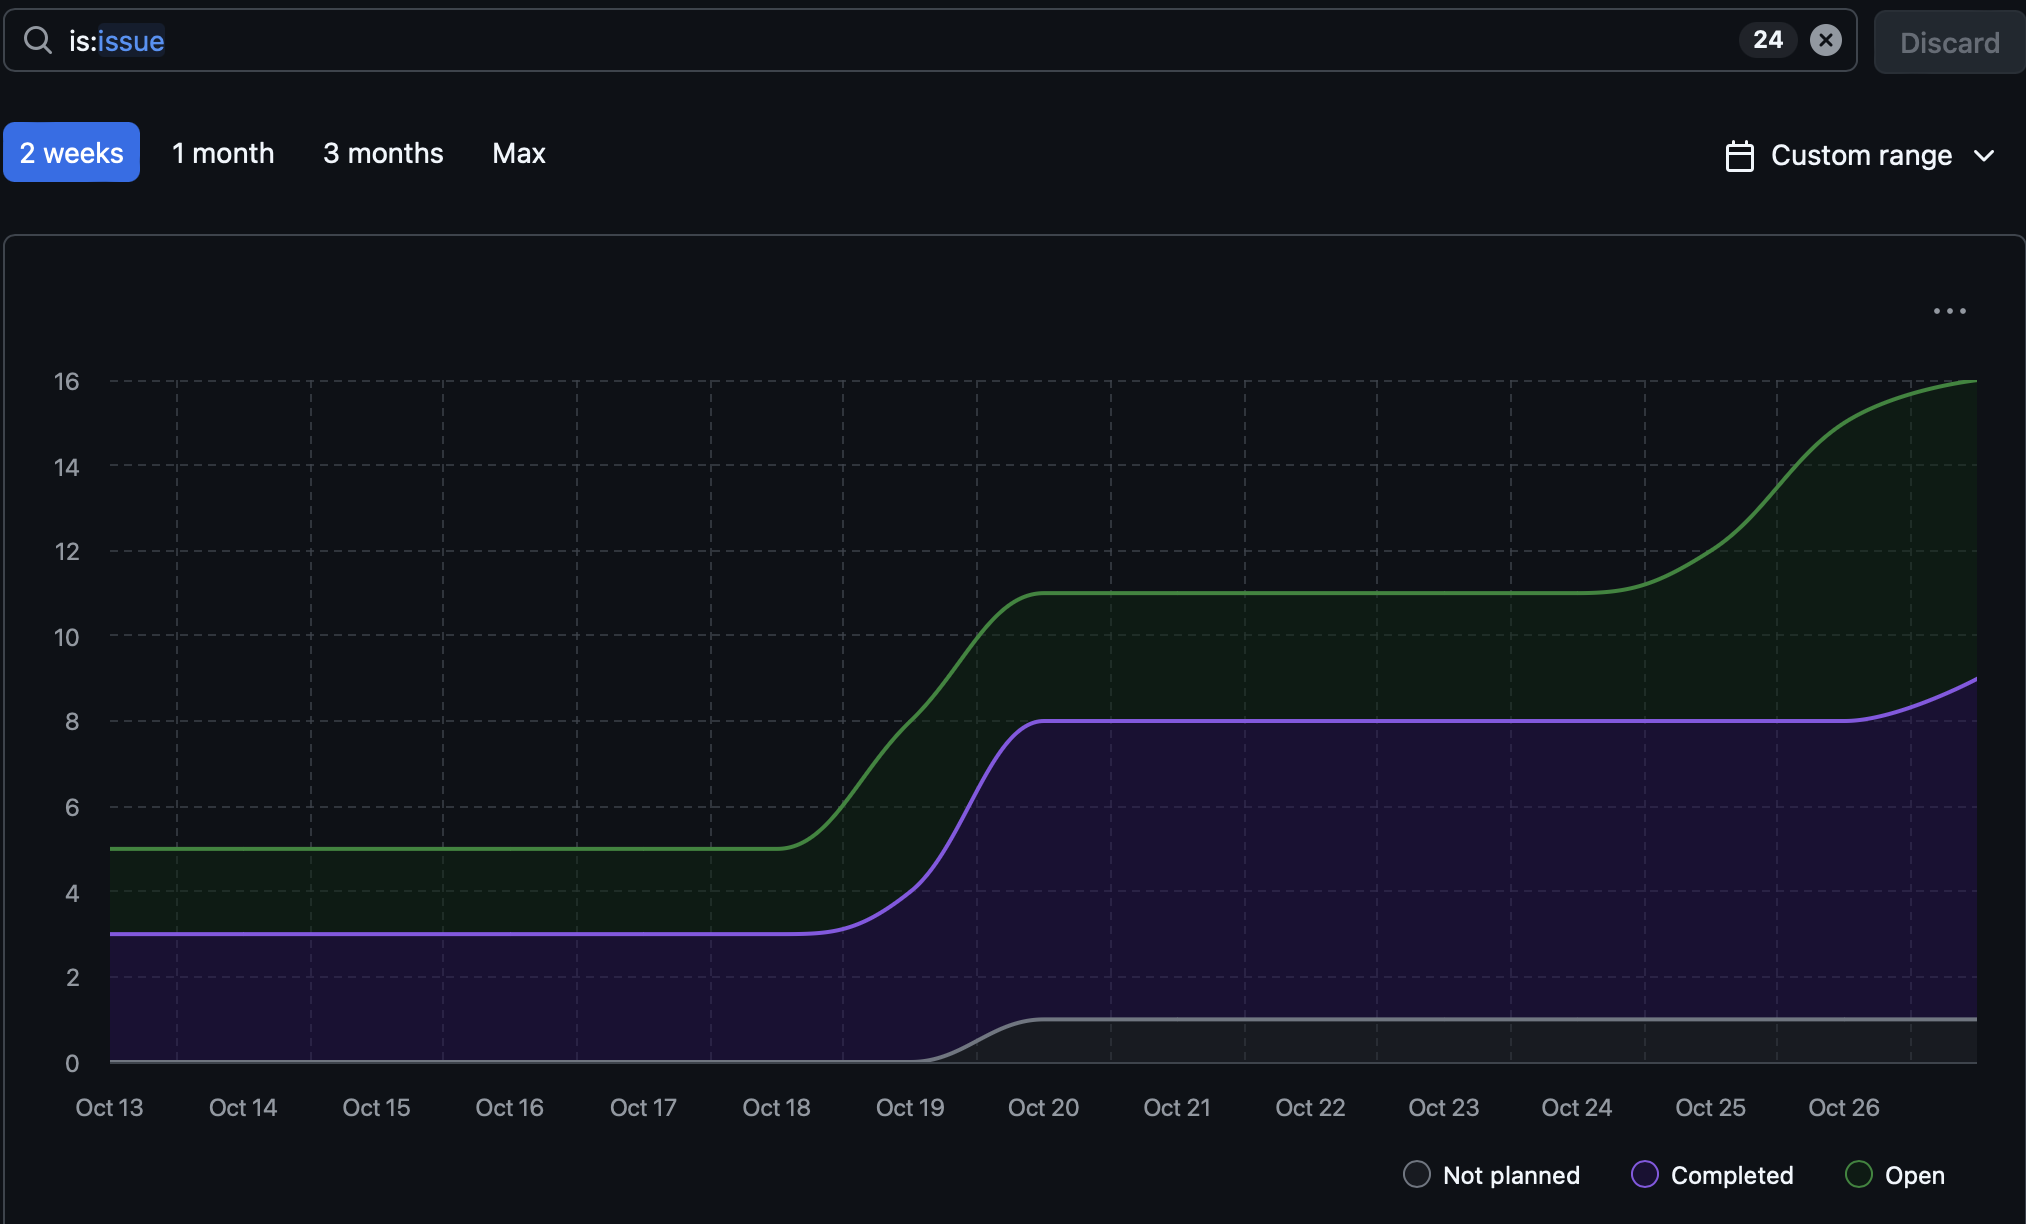 is:issue 24 Discard
2 weeks 1 month 3 months Max Custom range
16
14
12
10
8
6
4
2
0
Oct 13 Oct 14 Oct 15 Oct 16 Oct 17 Oct 18 Oct 19 Oct 20 Oct 21 Oct 22 Oct 23 Oct 24 Oct 25 Oct 26
Not planned Completed Open